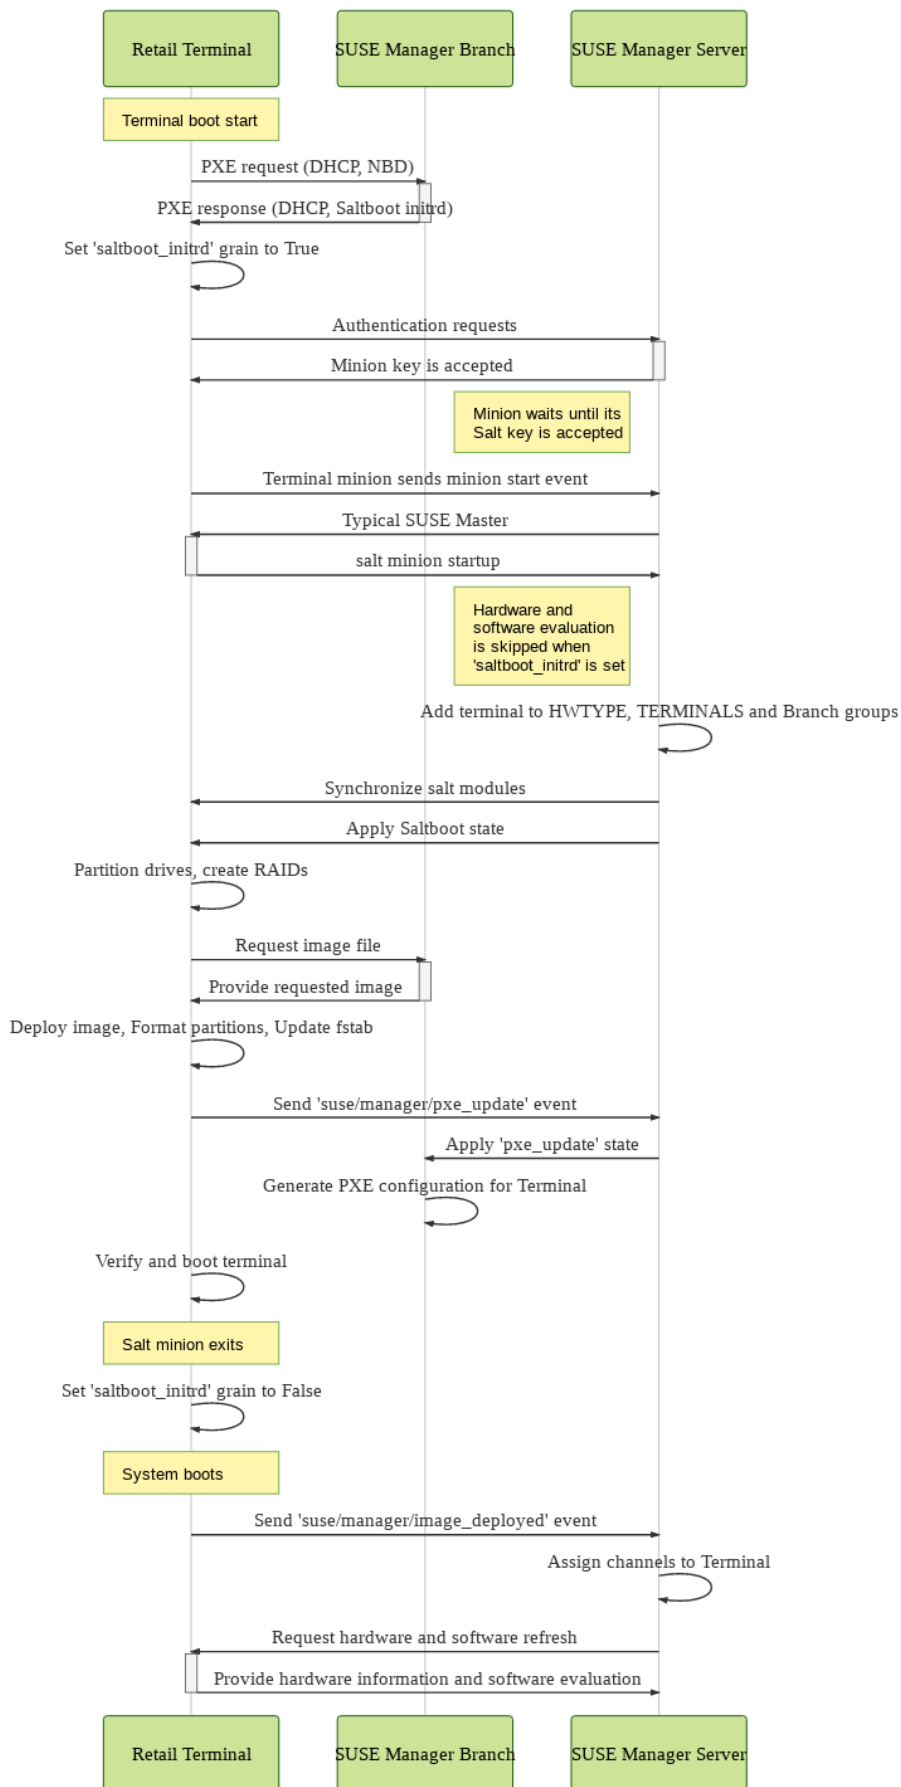 Retail Terminal
SUSE Manager Branch
SUSE Manager Server
Terminal boot start
PXE request (DHCP, NBD)
PXE response (DHCP, Saltboot initrd)
Set 'saltboot_initrd' grain to True
Authentication requests
Minion key is accepted
Minion waits until its
Salt key is accepted
Terminal minion sends minion start event
Typical SUSE Master
salt minion startup
Hardware and
software evaluation
is skipped when
'saltboot_initrd' is set
Add terminal to HWTYPE, TERMINALS and Branch groups
Synchronize salt modules
Apply Saltboot state
Partition drives, create RAIDs
Request image file
Provide requested image
Deploy image, Format partitions, Update fstab
Send 'suse/manager/pxe_update' event
Apply 'pxe_update' state
Generate PXE configuration for Terminal
Verify and boot terminal
Salt minion exits
Set 'saltboot_initrd' grain to False
System boots
Send 'suse/manager/image_deployed' event
Assign channels to Terminal
Request hardware and software refresh
Provide hardware information and software evaluation
Retail Terminal
SUSE Manager Branch
SUSE Manager Server